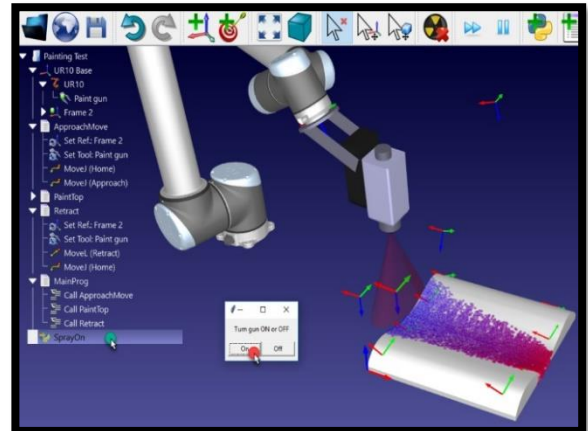 Painting Test
UR10 Base
UR10
Paint gun
Frame 2
ApproachMove
Set Ref.: Frame 2
Set Tool: Paint gun
MoveJ (Home)
MoveJ (Approach)
PaintTop
Retract
Set Ref.: Frame 2
Set Tool: Paint gun
MoveL (Retract)
MoveJ (Home)
MainProg
Call ApproachMove
Call PaintTop
Call Retract
SprayOn
Turn gun ON or OFF
On Off